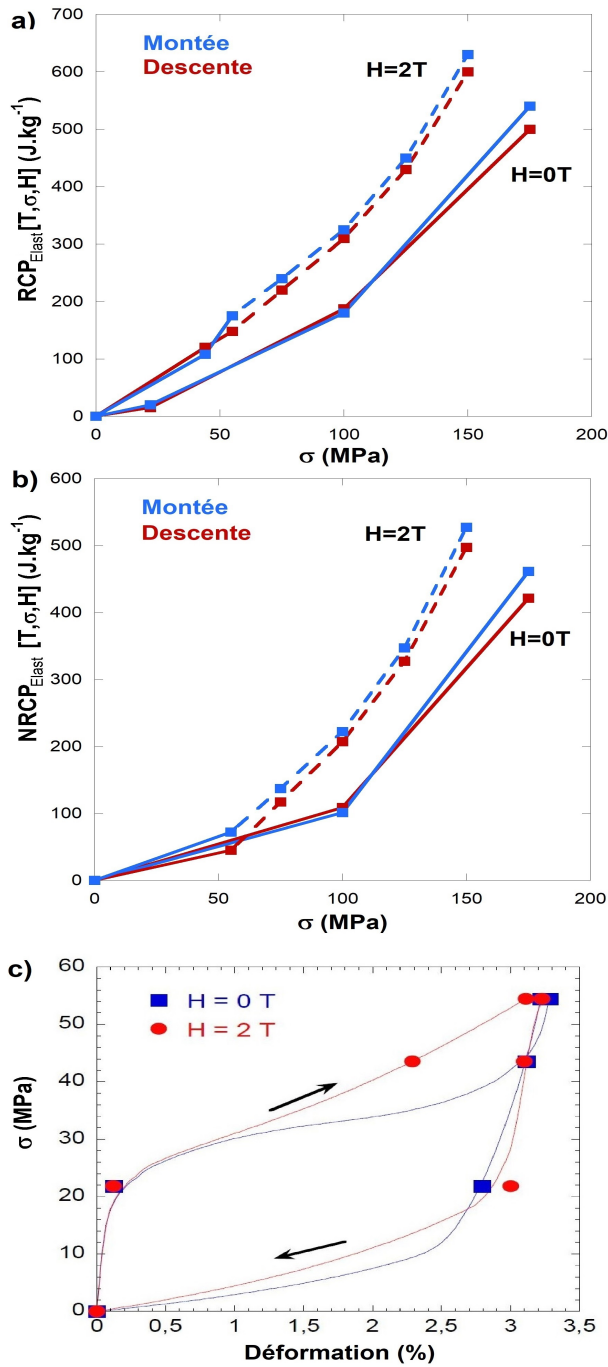 a)
700
600
500
400
300
200
100
0
Montée
Descente
H=2T
H=0T
RCP_Elast [T,σ,H] (J.kg⁻¹)
0 50 100 150 200
σ (MPa)
b)
600
500
400
300
200
100
0
Montée
Descente
H=2T
H=0T
NRCP_Elast [T,σ,H] (J.kg⁻¹)
0 50 100 150 200
σ (MPa)
c)
60
50
40
30
20
10
0
H = 0 T
H = 2 T
σ (MPa)
0 0,5 1 1,5 2 2,5 3 3,5
Déformation (%)